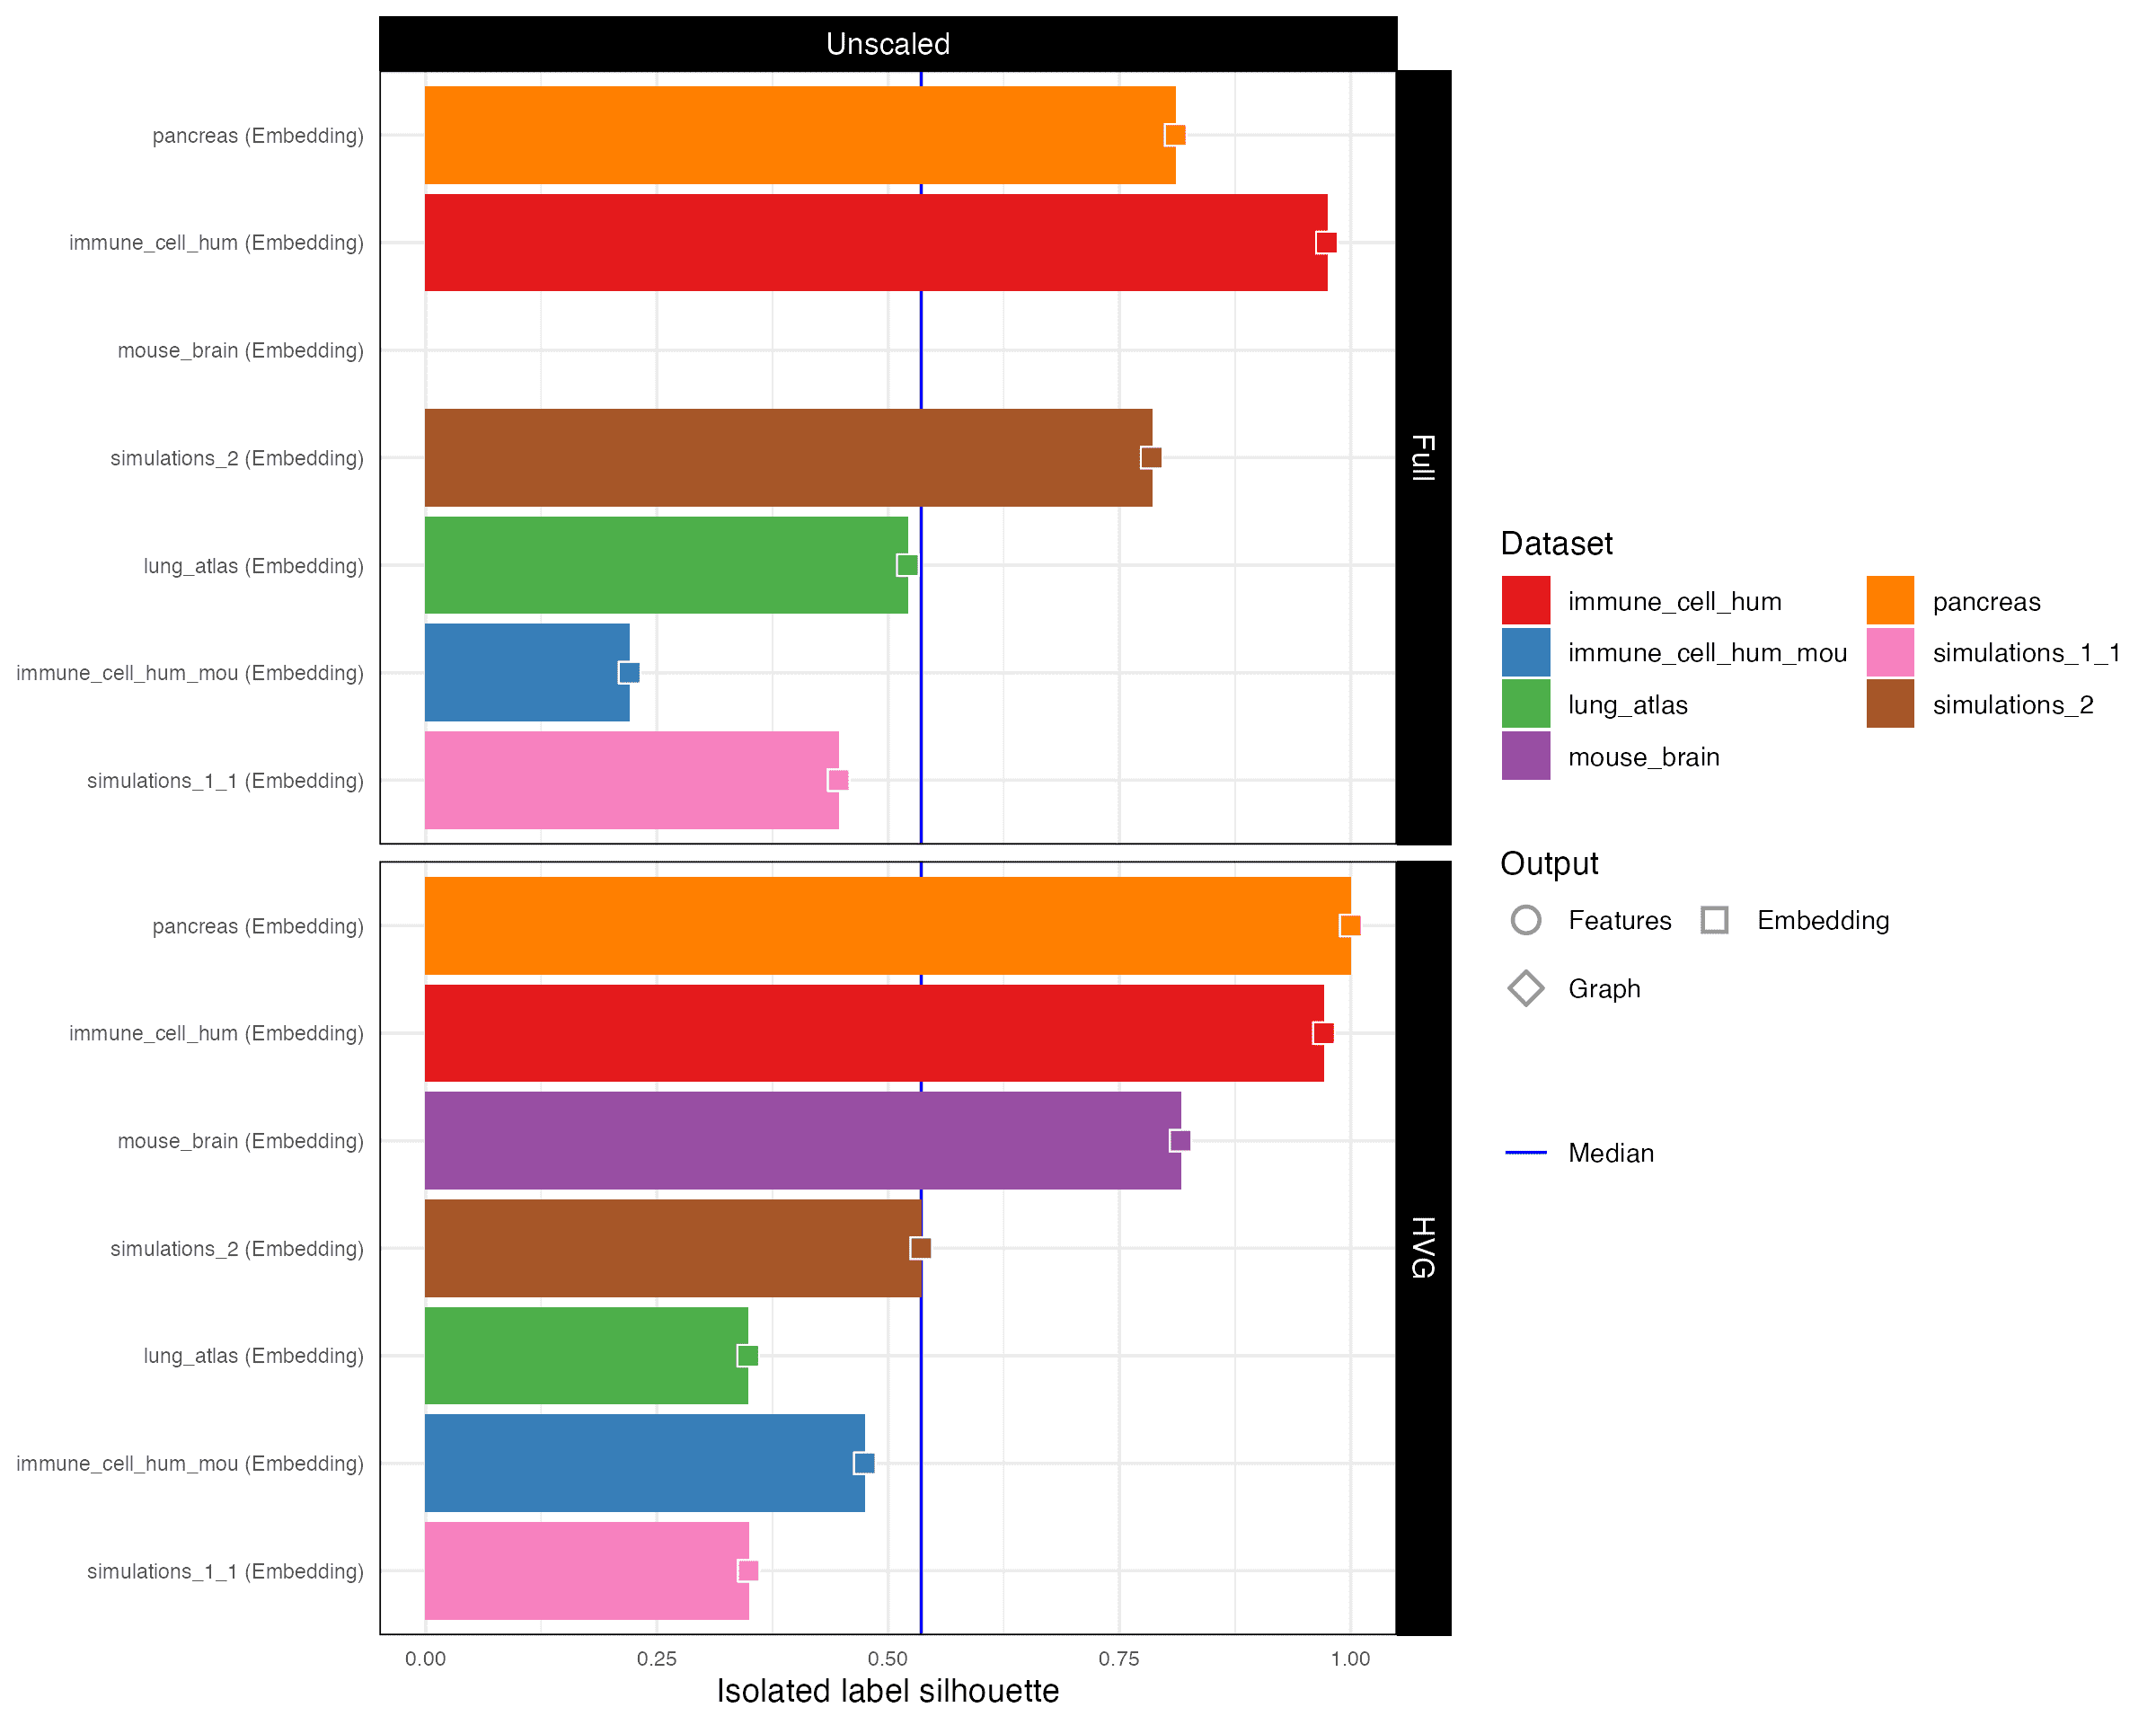 Unscaled
pancreas (Embedding)
immune_cell_hum (Embedding)
mouse_brain (Embedding)
simulations_2 (Embedding)
lung_atlas (Embedding)
immune_cell_hum_mou (Embedding)
simulations_1_1 (Embedding)
Full
pancreas (Embedding)
immune_cell_hum (Embedding)
mouse_brain (Embedding)
simulations_2 (Embedding)
lung_atlas (Embedding)
immune_cell_hum_mou (Embedding)
simulations_1_1 (Embedding)
HVG
0.00 0.25 0.50 0.75 1.00
Isolated label silhouette
Dataset
immune_cell_hum pancreas
immune_cell_hum_mou simulations_1_1
lung_atlas simulations_2
mouse_brain
Output
Features Embedding
Graph
Median